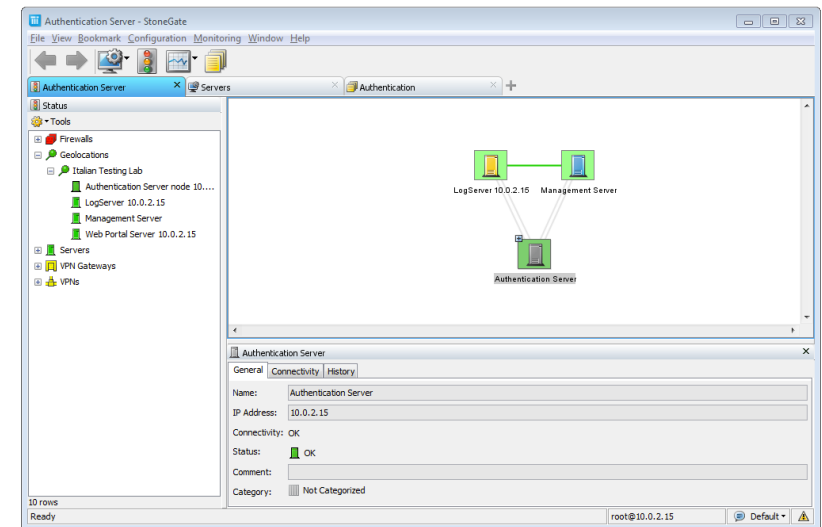 Authentication Server - StoneGate
File View Bookmark Configuration Monitoring Window Help
Authentication Server
Servers
Authentication
Status
Tools
Firewalls
Geolocations
Italian Testing Lab
Authentication Server node 10....
LogServer 10.0.2.15
Management Server
Web Portal Server 10.0.2.15
Servers
VPN Gateways
VPNs
10 rows
LogServer 10.0.2.15 Management Server
Authentication Server
Authentication Server
General Connectivity History
Name: Authentication Server
IP Address: 10.0.2.15
Connectivity: OK
Status: OK
Comment:
Category: Not Categorized
Ready
root@10.0.2.15
Default